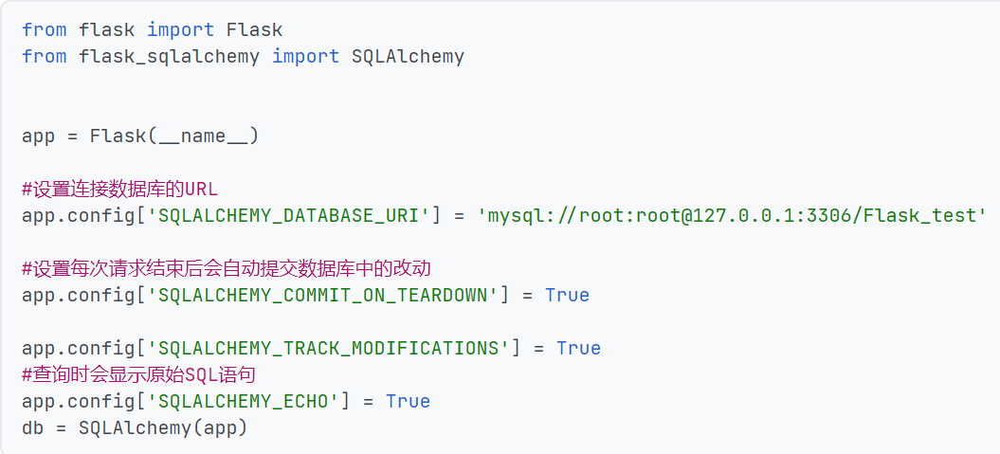 from flask import Flask
from flask_sqlalchemy import SQLAlchemy
app = Flask(__name__)
#设置连接数据库的URL
app.config['SQLALCHEMY_DATABASE_URI'] = 'mysql://root:root@127.0.0.1:3306/Flask_test'
#设置每次请求结束后会自动提交数据库中的改动
app.config['SQLALCHEMY_COMMIT_ON_TEARDOWN'] = True
app.config['SQLALCHEMY_TRACK_MODIFICATIONS'] = True
#查询时会显示原始SQL语句
app.config['SQLALCHEMY_ECHO'] = True
db = SQLAlchemy(app)